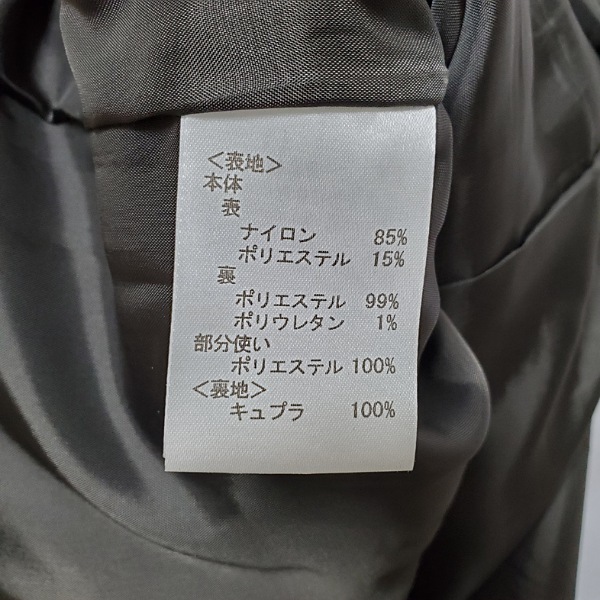 ＜表地＞
本体
表
ナイロン 85%
ポリエステル 15%
裏
ポリエステル 99%
ポリウレタン 1%
部分使い
ポリエステル 100%
＜裏地＞
キュプラ 100%